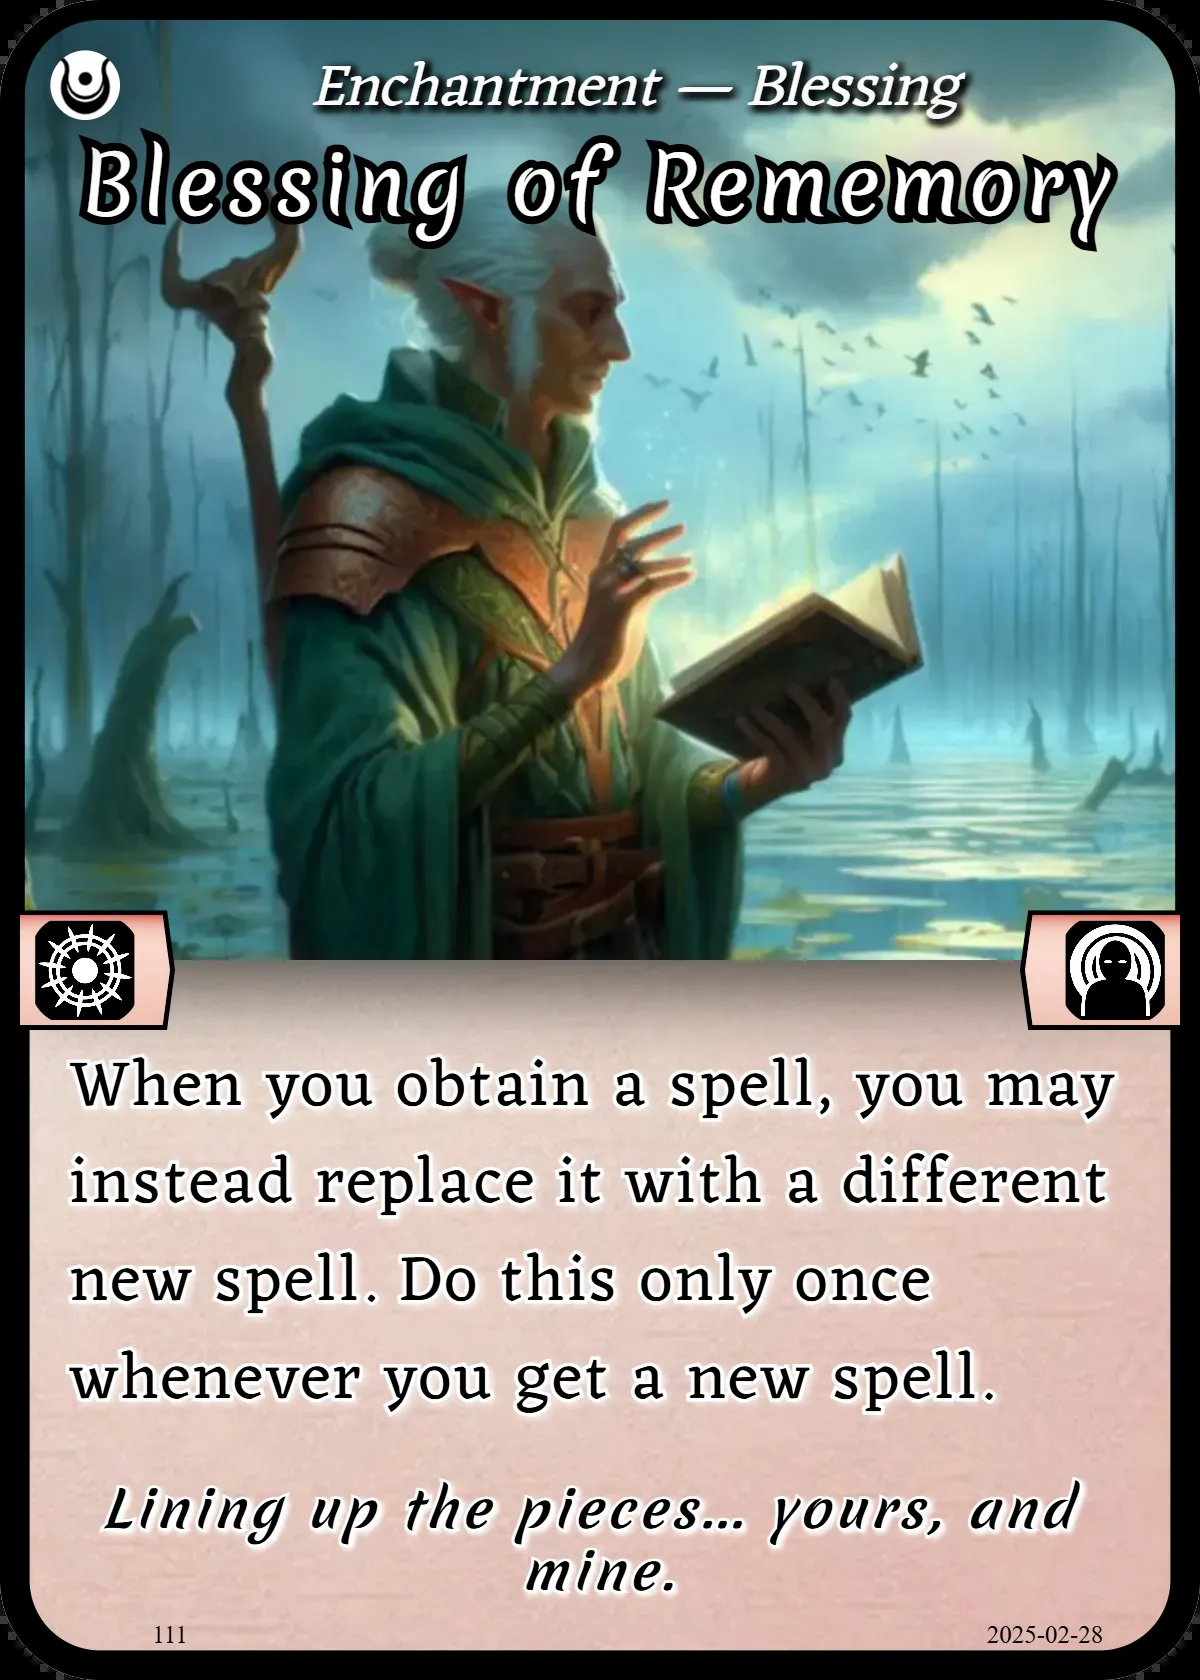 Enchantment — Blessing
Blessing of Rememory
When you obtain a spell, you may
instead replace it with a different
new spell. Do this only once
whenever you get a new spell.
Lining up the pieces... yours, and
mine.
111
2025-02-28